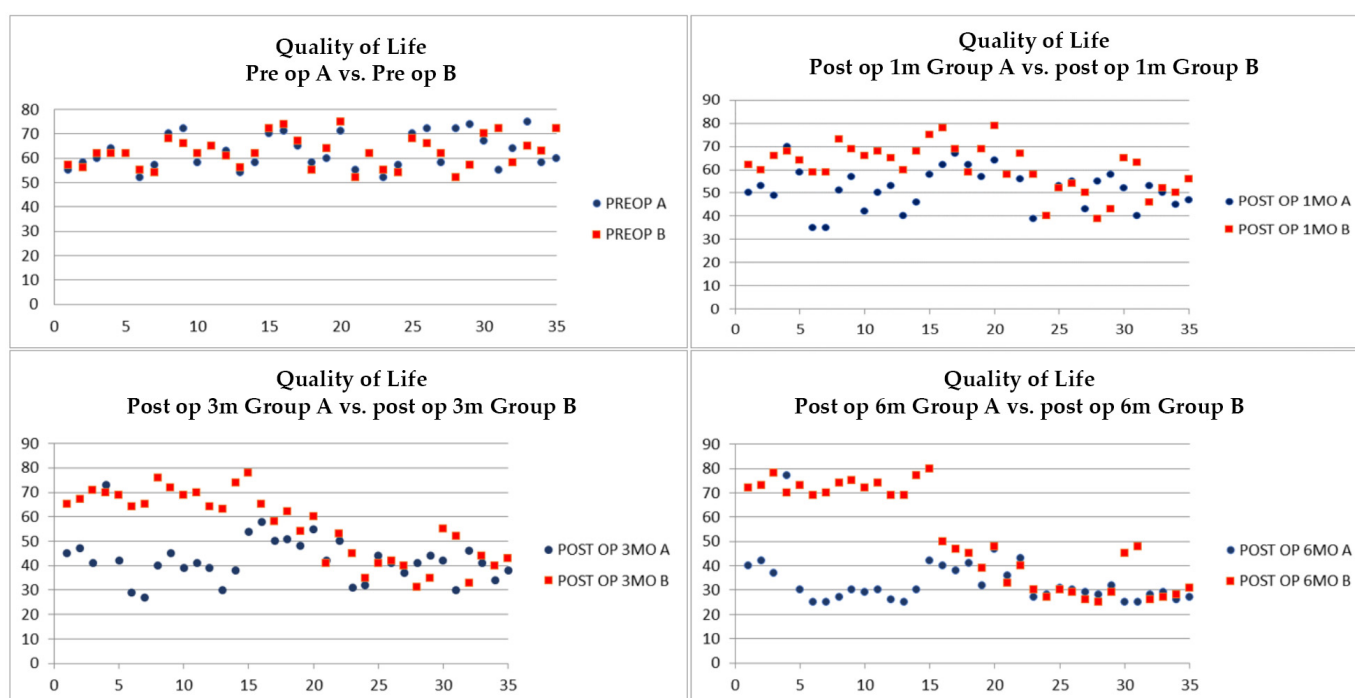 Quality of Life
Pre op A vs. Pre op B
80
70
60
50
40
30
20
10
0
0 5 10 15 20 25 30 35
PREOP A
PREOP B
Quality of Life
Post op 1m Group A vs. post op 1m Group B
90
80
70
60
50
40
30
20
10
0
0 5 10 15 20 25 30 35
POST OP 1MO A
POST OP 1MO B
Quality of Life
Post op 3m Group A vs. post op 3m Group B
90
80
70
60
50
40
30
20
10
0
0 5 10 15 20 25 30 35
POST OP 3MO A
POST OP 3MO B
Quality of Life
Post op 6m Group A vs. post op 6m Group B
90
80
70
60
50
40
30
20
10
0
0 5 10 15 20 25 30 35
POST OP 6MO A
POST OP 6MO B